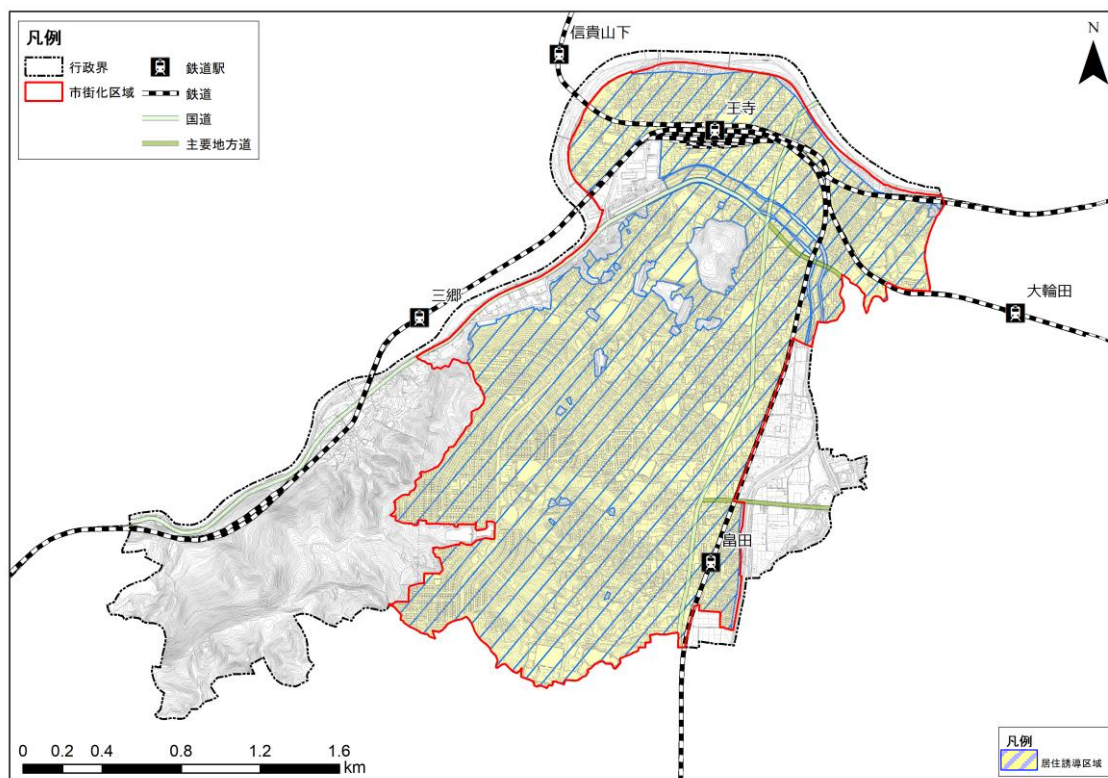 凡例
行政界
鉄道駅
市街化区域
鉄道
国道
主要地方道
信貴山下
N
王寺
三郷
大輪田
畠田
0 0.2 0.4 0.8 1.2 1.6
km
凡例
居住誘導区域